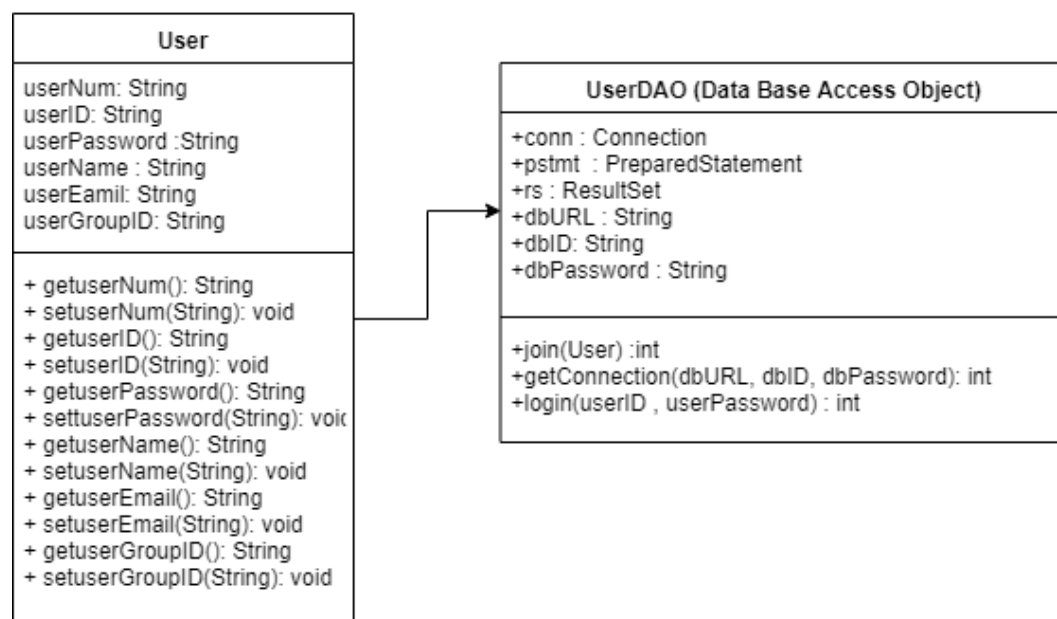 User
userNum: String
userID: String
userPassword :String
userName : String
userEamil: String
userGroupID: String
+ getuserNum(): String
+ setuserNum(String): void
+ getuserID(): String
+ setuserID(String): void
+ getuserPassword(): String
+ settuserPassword(String): void
+ getuserName(): String
+ setuserName(String): void
+ getuserEmail(): String
+ setuserEmail(String): void
+ getuserGroupID(): String
+ setuserGroupID(String): void
UserDAO (Data Base Access Object)
+conn : Connection
+pstmt : PreparedStatement
+rs : ResultSet
+dbURL : String
+dbID: String
+dbPassword : String
+join(User) :int
+getConnection(dbURL, dbID, dbPassword): int
+login(userID , userPassword) : int